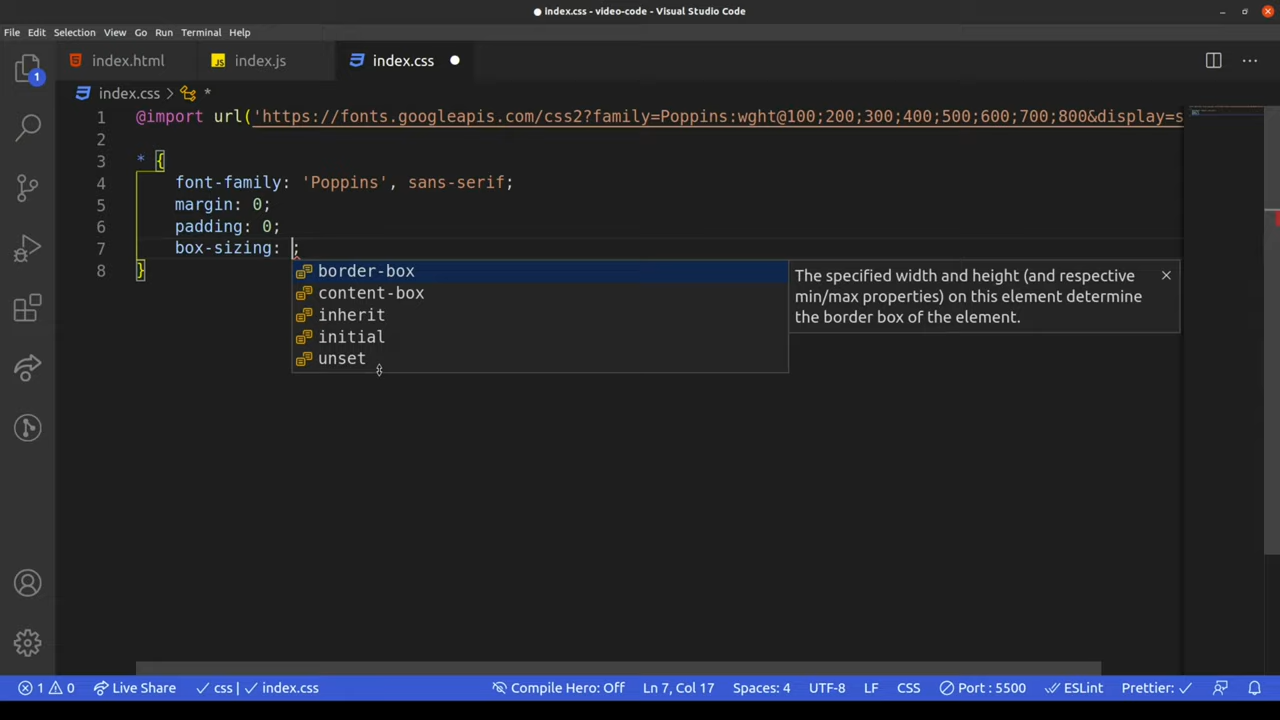 index.css - video-code - Visual Studio Code
File Edit Selection View Go Run Terminal Help
1
index.html
JS index.js
index.css
index.css > *
1 @import url('https://fonts.googleapis.com/css2?family=Poppins:wght@100;200;300;400;500;600;700;800&display=s
2
3 * {
4 font-family: 'Poppins', sans-serif;
5 margin: 0;
6 padding: 0;
7 box-sizing: ;
8 }
border-box
content-box
inherit
initial
unset
The specified width and height (and respective
min/max properties) on this element determine
the border box of the element.
1 0 Live Share css | index.css Compile Hero: Off Ln 7, Col 17 Spaces: 4 UTF-8 LF CSS Port : 5500 ESLint Prettier: